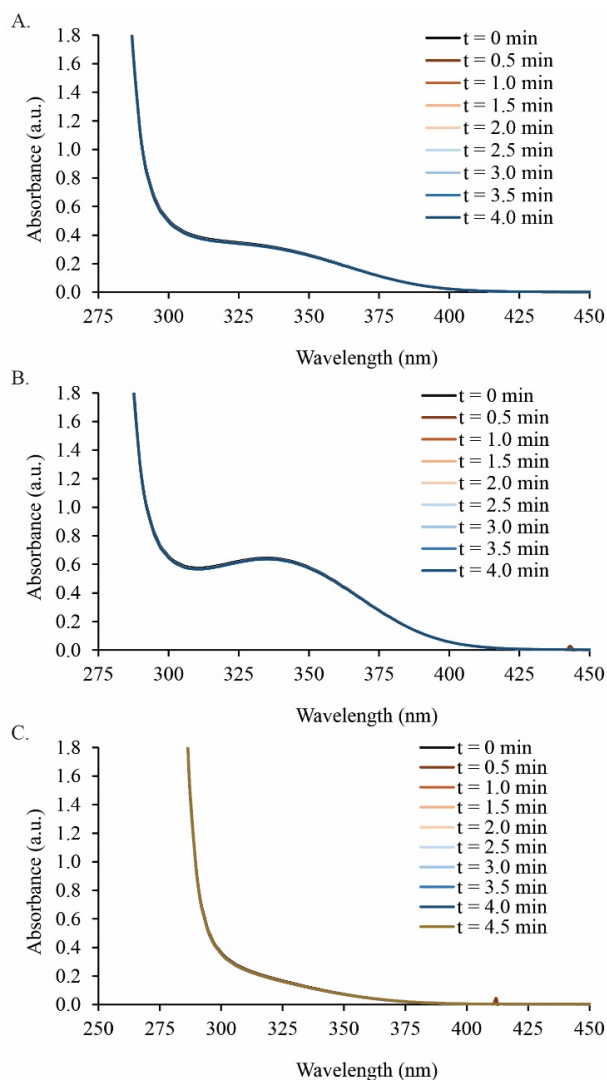 A.
1.8
1.6
1.4
1.2
1.0
0.8
0.6
0.4
0.2
0.0
Absorbance (a.u.)
275 300 325 350 375 400 425 450
Wavelength (nm)
t = 0 min
t = 0.5 min
t = 1.0 min
t = 1.5 min
t = 2.0 min
t = 2.5 min
t = 3.0 min
t = 3.5 min
t = 4.0 min
B.
1.8
1.6
1.4
1.2
1.0
0.8
0.6
0.4
0.2
0.0
Absorbance (a.u.)
275 300 325 350 375 400 425 450
Wavelength (nm)
t = 0 min
t = 0.5 min
t = 1.0 min
t = 1.5 min
t = 2.0 min
t = 2.5 min
t = 3.0 min
t = 3.5 min
t = 4.0 min
C.
1.8
1.6
1.4
1.2
1.0
0.8
0.6
0.4
0.2
0.0
Absorbance (a.u.)
250 275 300 325 350 375 400 425 450
Wavelength (nm)
t = 0 min
t = 0.5 min
t = 1.0 min
t = 1.5 min
t = 2.0 min
t = 2.5 min
t = 3.0 min
t = 3.5 min
t = 4.0 min
t = 4.5 min